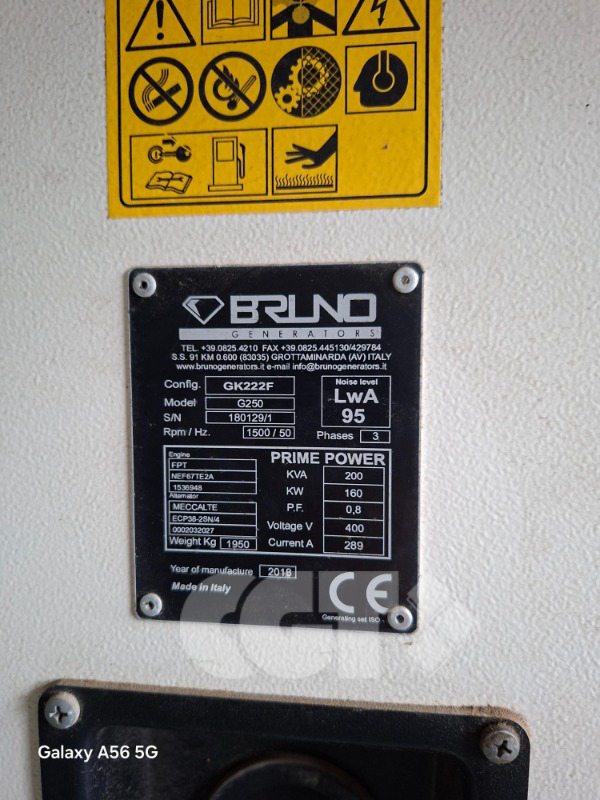 BRUNO
GENERATORS
TEL. +39.0825.4210 FAX +39.0825.445130/429784
S.S. 91 KM 0.600 (83035) GROTTAMINARDA (AV) ITALY
www.brunogenerators.it e-mail info@brunogenerators.it
Config. GK222F
Model G250
S/N 180129/1
Rpm / Hz. 1500 / 50
Noise level
LwA
95
Phases 3
Engine
FPT
NEF67TE2A
1536948
Alternator
MECCALTE
ECP38-2SN/4
0002032027
Weight Kg 1950
PRIME POWER
KVA 200
KW 160
P.F. 0,8
Voltage V 400
Current A 289
Year of manufacture 2018
Made in Italy
CE
Generating set ISO -
Galaxy A56 5G